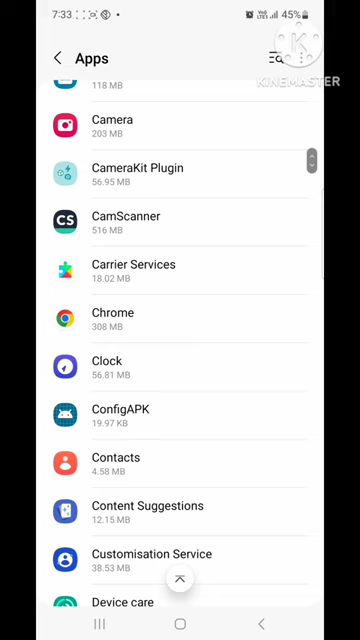 7:33
45%
Apps
KINEMASTER
118 MB
Camera
203 MB
CameraKit Plugin
56.95 MB
CamScanner
CS
516 MB
Carrier Services
18.02 MB
Chrome
308 MB
Clock
56.81 MB
ConfigAPK
19.97 KB
Contacts
4.58 MB
Content Suggestions
12.15 MB
Customisation Service
38.53 MB
Device care